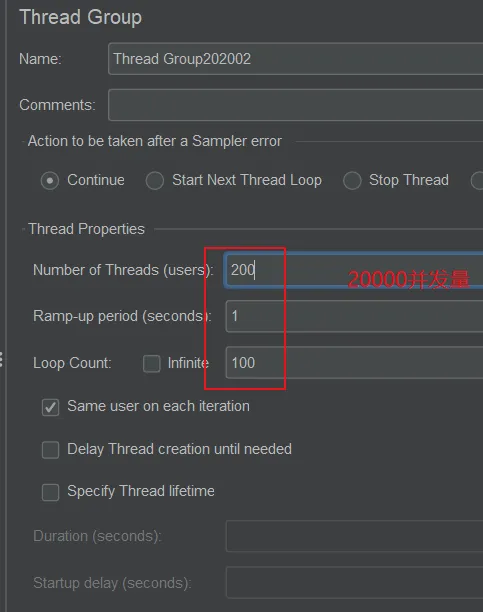 Thread Group
Name: Thread Group202002
Comments:
Action to be taken after a Sampler error
Continue Start Next Thread Loop Stop Thread
Thread Properties
Number of Threads (users): 200 20000并发量
Ramp-up period (seconds): 1
Loop Count: Infinite 100
Same user on each iteration
Delay Thread creation until needed
Specify Thread lifetime
Duration (seconds):
Startup delay (seconds):